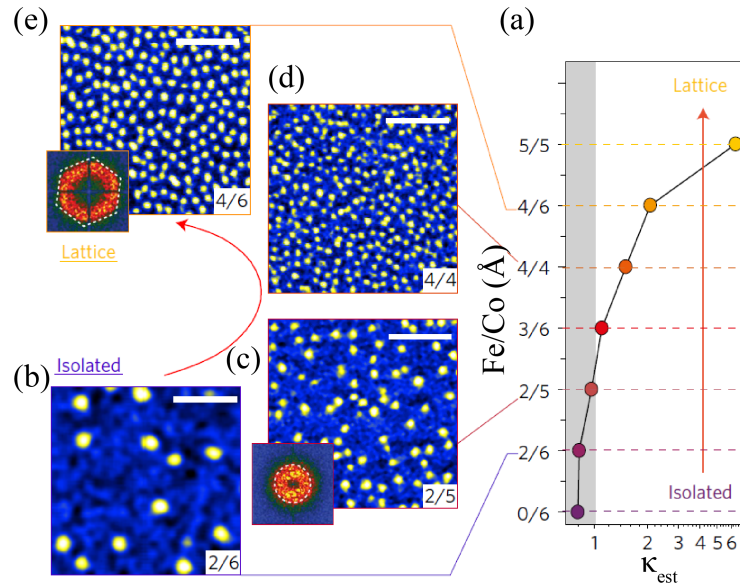 (e)
(a)
(d)
Lattice
5/5
4/6
4/6
Lattice
4/4
4/4
Fe/Co (Å)
3/6
(c)
Isolated
(b)
2/5
2/6
2/5
Isolated
2/6
0/6
1 2 3 4 5 6
κest